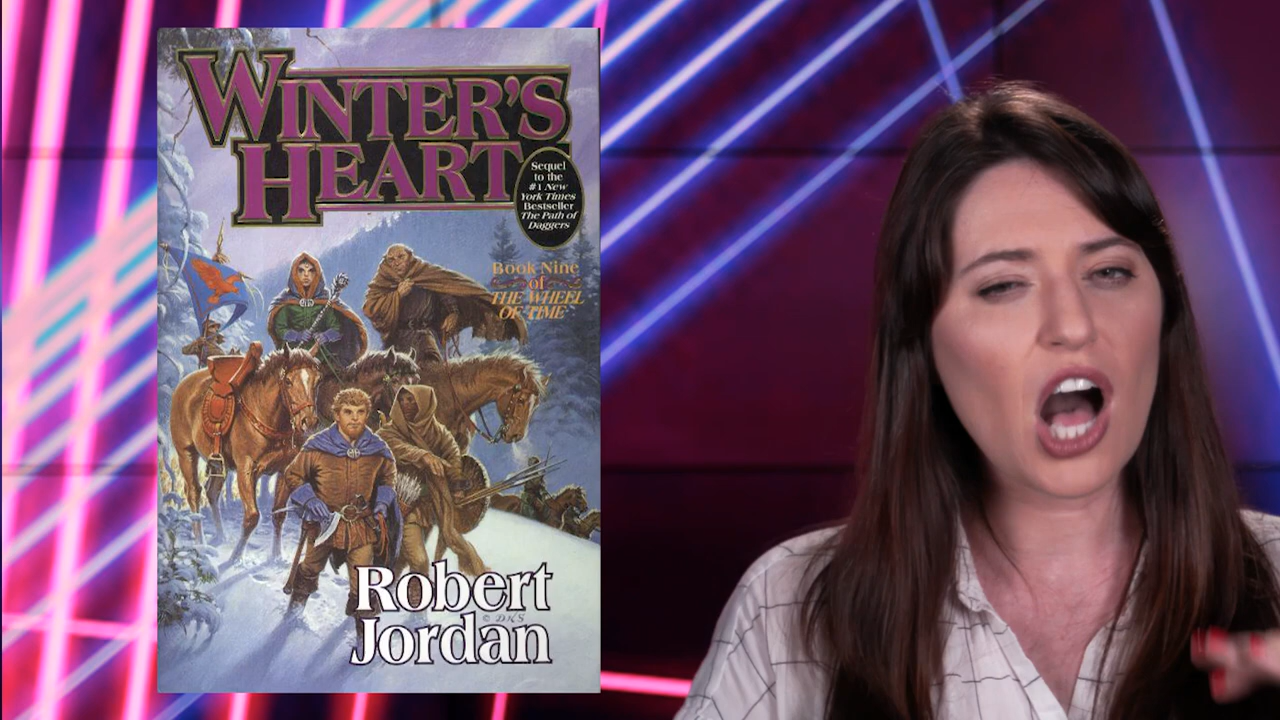 WINTER'S
HEART
Sequel
to the
#1 New
York Times
Bestseller
The Path of
Daggers
Book Nine
of
THE WHEEL
OF TIME
Robert
© DKS
Jordan